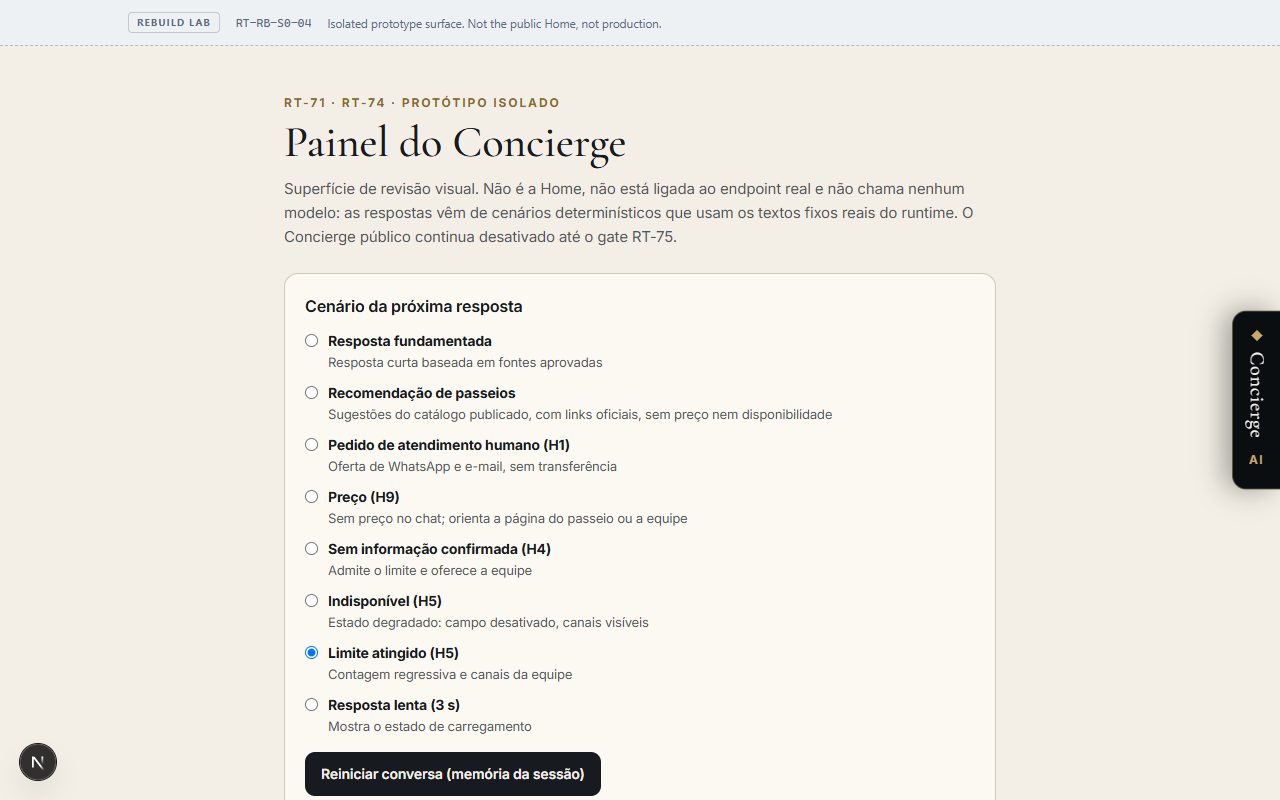 REBUILD LAB RT-RB-S0-04 Isolated prototype surface. Not the public Home, not production.
RT-71 · RT-74 · PROTÓTIPO ISOLADO
Painel do Concierge
Superfície de revisão visual. Não é a Home, não está ligada ao endpoint real e não chama nenhum
modelo: as respostas vêm de cenários determinísticos que usam os textos fixos reais do runtime. O
Concierge público continua desativado até o gate RT-75.
Cenário da próxima resposta
Resposta fundamentada
Resposta curta baseada em fontes aprovadas
Recomendação de passeios
Sugestões do catálogo publicado, com links oficiais, sem preço nem disponibilidade
Pedido de atendimento humano (H1)
Oferta de WhatsApp e e-mail, sem transferência
Preço (H9)
Sem preço no chat; orienta a página do passeio ou a equipe
Sem informação confirmada (H4)
Admite o limite e oferece a equipe
Indisponível (H5)
Estado degradado: campo desativado, canais visíveis
Limite atingido (H5)
Contagem regressiva e canais da equipe
Resposta lenta (3 s)
Mostra o estado de carregamento
Reiniciar conversa (memória da sessão)
Concierge
AI
N